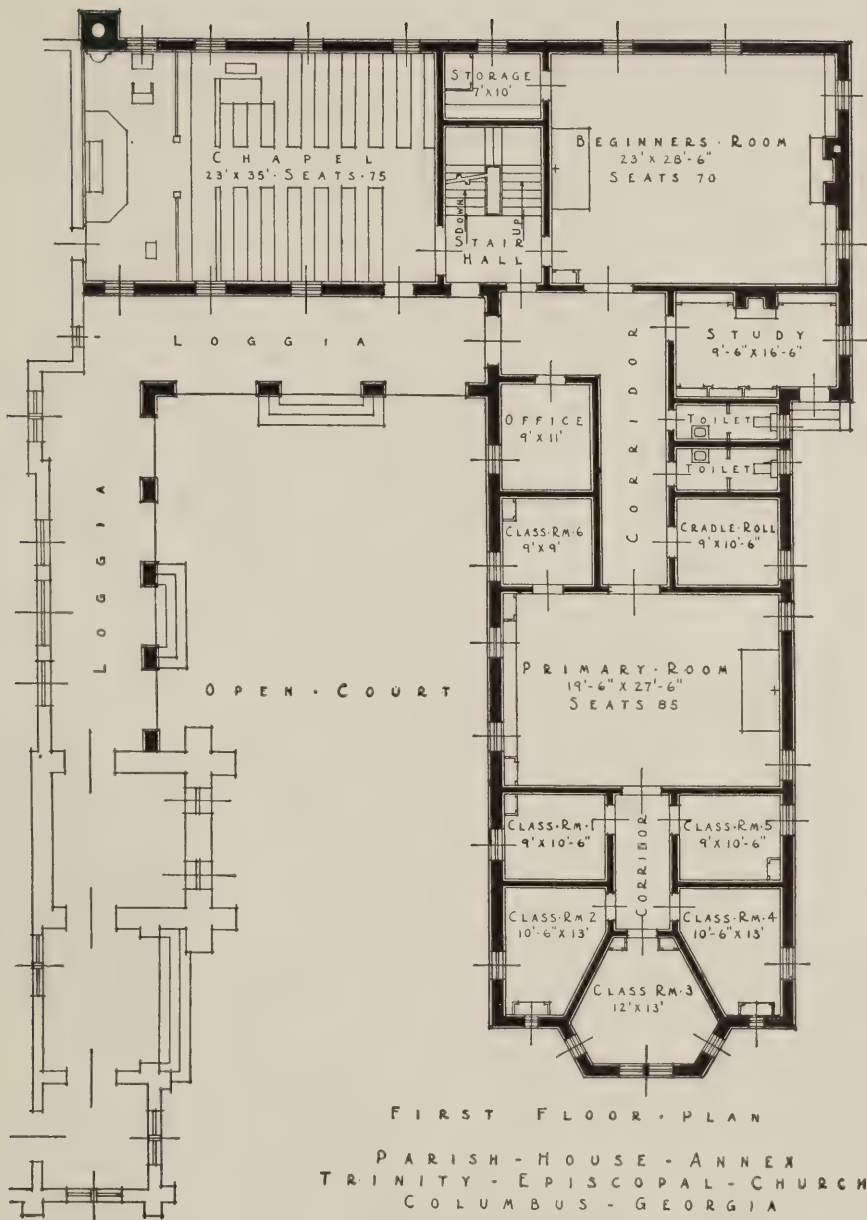 STORAGE
7' X 10'
CHAPEL
23' X 35' · SEATS · 75
BEGINNERS · ROOM
23' X 28'-6"
SEATS 70
DOWN
UP
STAIR
HALL
LOGGIA
STUDY
9'-6" X 16'-6"
OFFICE
9' X 11'
CORRIDOR
TOILET
TOILET
LOGGIA
CLASS·RM·6
9' X 9'
CRADLE·ROLL
9' X 10'-6"
OPEN · COURT
PRIMARY · ROOM
19'-6" X 27'-6"
SEATS 85
CLASS·RM·1
9' X 10'-6"
CORRIDOR
CLASS·RM·5
9' X 10'-6"
CLASS·RM 2
10'-6" X 13'
CLASS·RM·4
10'-6" X 13'
CLASS RM·3
12' X 13'
FIRST FLOOR · PLAN
PARISH - HOUSE - ANNEX
TRINITY - EPISCOPAL - CHURCH
COLUMBUS - GEORGIA